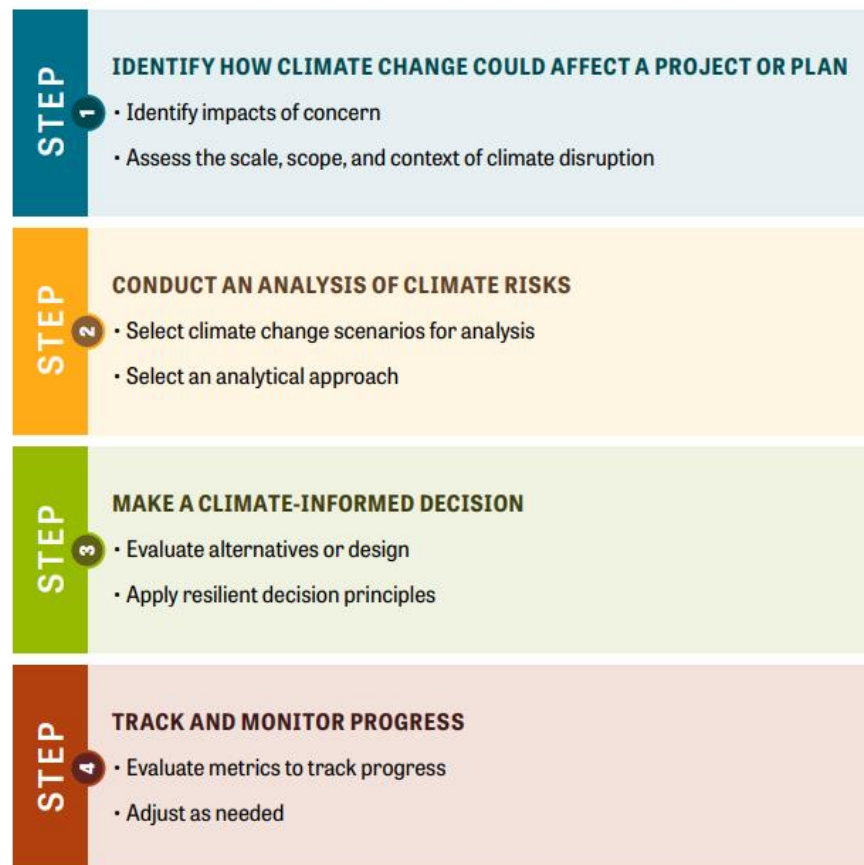 STEP 1
IDENTIFY HOW CLIMATE CHANGE COULD AFFECT A PROJECT OR PLAN
• Identify impacts of concern
• Assess the scale, scope, and context of climate disruption
STEP 2
CONDUCT AN ANALYSIS OF CLIMATE RISKS
• Select climate change scenarios for analysis
• Select an analytical approach
STEP 3
MAKE A CLIMATE-INFORMED DECISION
• Evaluate alternatives or design
• Apply resilient decision principles
STEP 4
TRACK AND MONITOR PROGRESS
• Evaluate metrics to track progress
• Adjust as needed